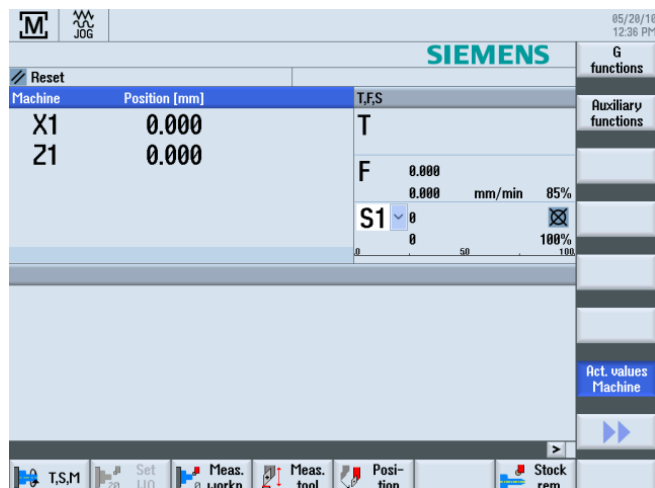 M
JOG
05/20/10
12:36 PM
SIEMENS
G
functions
Reset
Machine Position [mm] T,F,S
Auxiliary
functions
X1 0.000
Z1 0.000
T
F 0.000
0.000 mm/min 85%
S1 0
0 100%
0 50 100
Act. values
Machine
>
T,S,M
Set
WO
Meas.
workp
Meas.
tool
Posi-
tion
Stock
rem